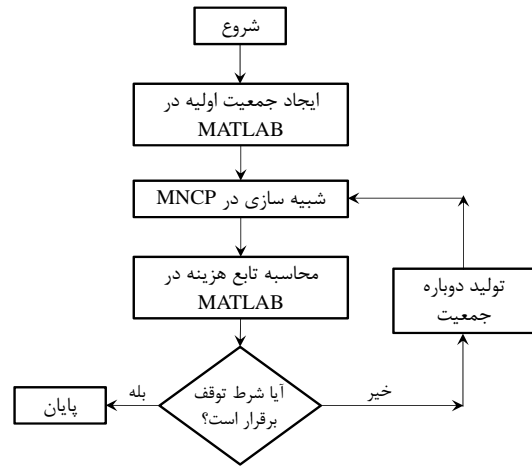 شروع
ایجاد جمعیت اولیه در
MATLAB
شبیه سازی در MNCP
محاسبه تابع هزینه در
MATLAB
تولید دوباره
جمعیت
آیا شرط توقف
برقرار است؟
خیر
بله
پایان